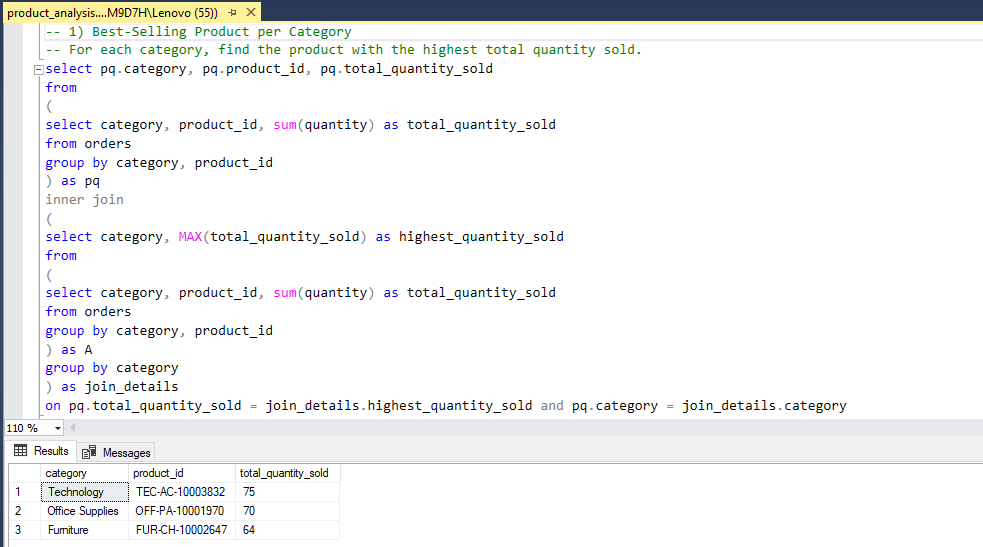 product_analysis....M9D7H\Lenovo (55))
-- 1) Best-Selling Product per Category
-- For each category, find the product with the highest total quantity sold.
select pq.category, pq.product_id, pq.total_quantity_sold
from
(
select category, product_id, sum(quantity) as total_quantity_sold
from orders
group by category, product_id
) as pq
inner join
(
select category, MAX(total_quantity_sold) as highest_quantity_sold
from
(
select category, product_id, sum(quantity) as total_quantity_sold
from orders
group by category, product_id
) as A
group by category
) as join_details
on pq.total_quantity_sold = join_details.highest_quantity_sold and pq.category = join_details.category
110 %
Results Messages
category product_id total_quantity_sold
1 Technology TEC-AC-10003832 75
2 Office Supplies OFF-PA-10001970 70
3 Furniture FUR-CH-10002647 64